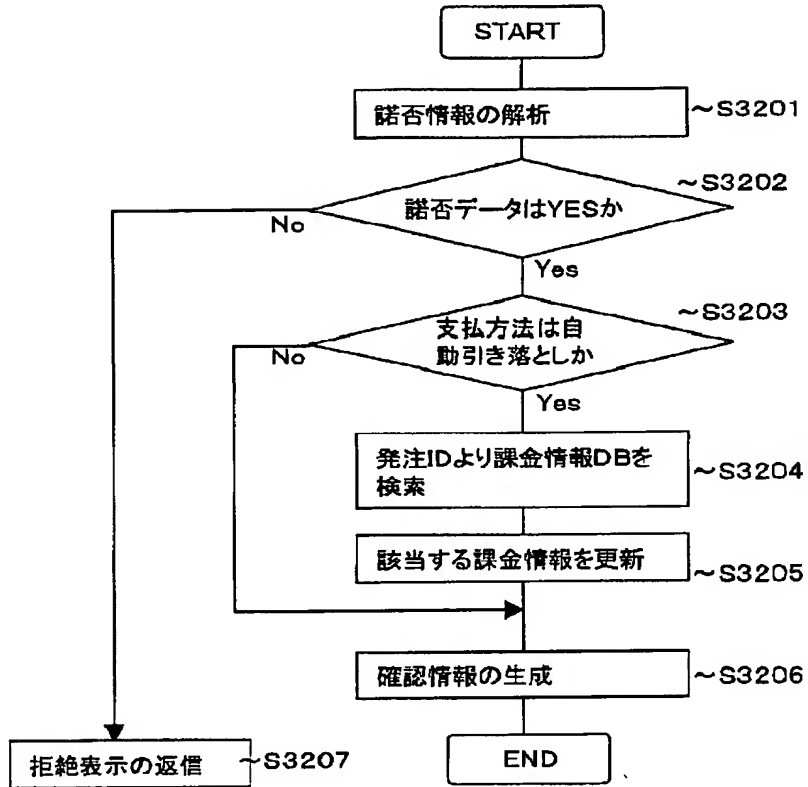 START
諾否情報の解析
~S3201
~S3202
諾否データはYESか
No
Yes
~S3203
支払方法は自
動引き落としか
No
Yes
発注IDより課金情報DBを
検索
~S3204
該当する課金情報を更新
~S3205
確認情報の生成
~S3206
拒絶表示の返信
~S3207
END